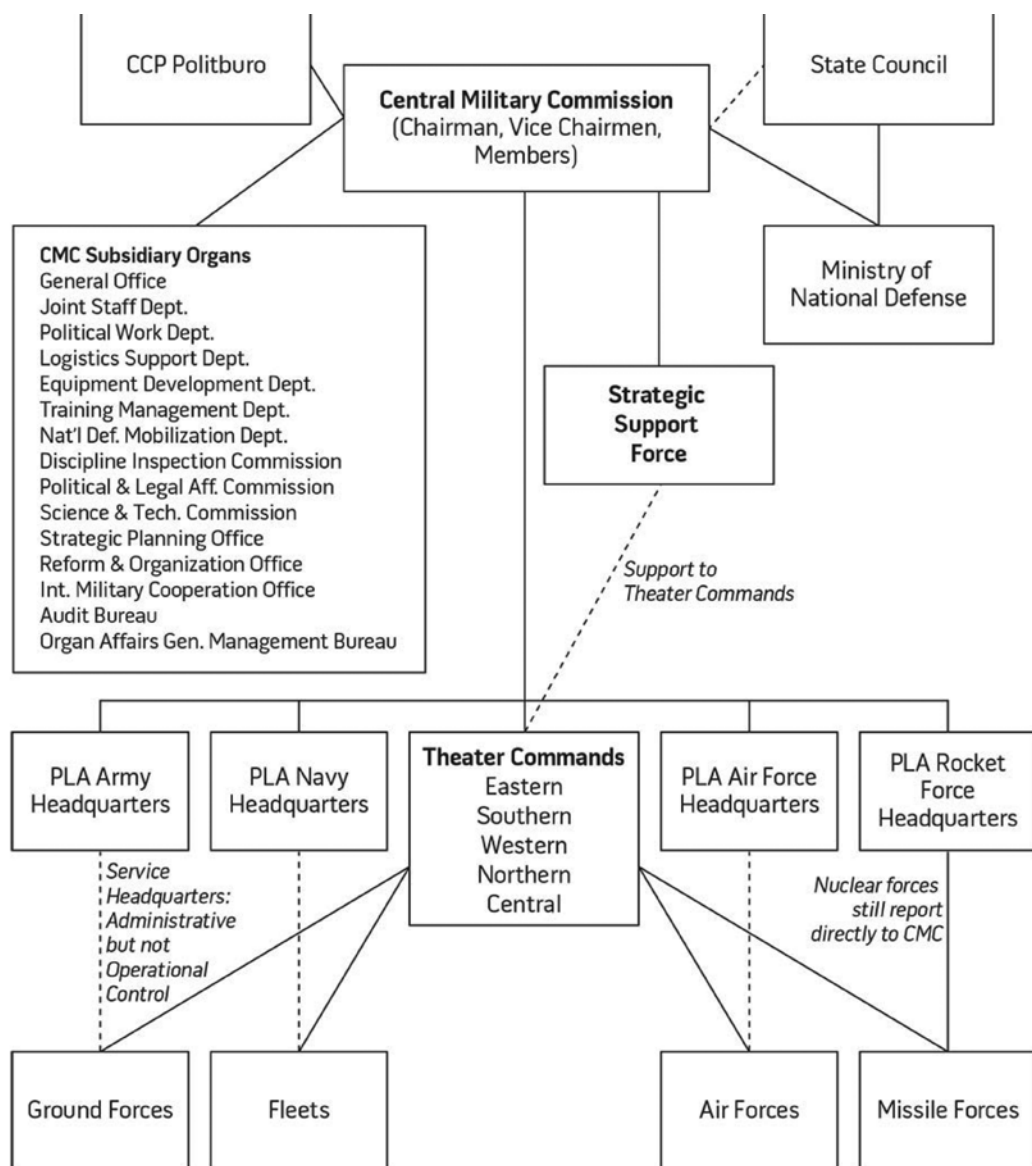 CCP Politburo
Central Military Commission
(Chairman, Vice Chairmen,
Members)
State Council
CMC Subsidiary Organs
General Office
Joint Staff Dept.
Political Work Dept.
Logistics Support Dept.
Equipment Development Dept.
Training Management Dept.
Nat'l Def. Mobilization Dept.
Discipline Inspection Commission
Political & Legal Aff. Commission
Science & Tech. Commission
Strategic Planning Office
Reform & Organization Office
Int. Military Cooperation Office
Audit Bureau
Organ Affairs Gen. Management Bureau
Ministry of
National Defense
Strategic
Support
Force
Support to
Theater Commands
PLA Army
Headquarters
PLA Navy
Headquarters
Theater Commands
Eastern
Southern
Western
Northern
Central
PLA Air Force
Headquarters
PLA Rocket
Force
Headquarters
Service
Headquarters:
Administrative
but not
Operational
Control
Nuclear forces
still report
directly to CMC
Ground Forces
Fleets
Air Forces
Missile Forces